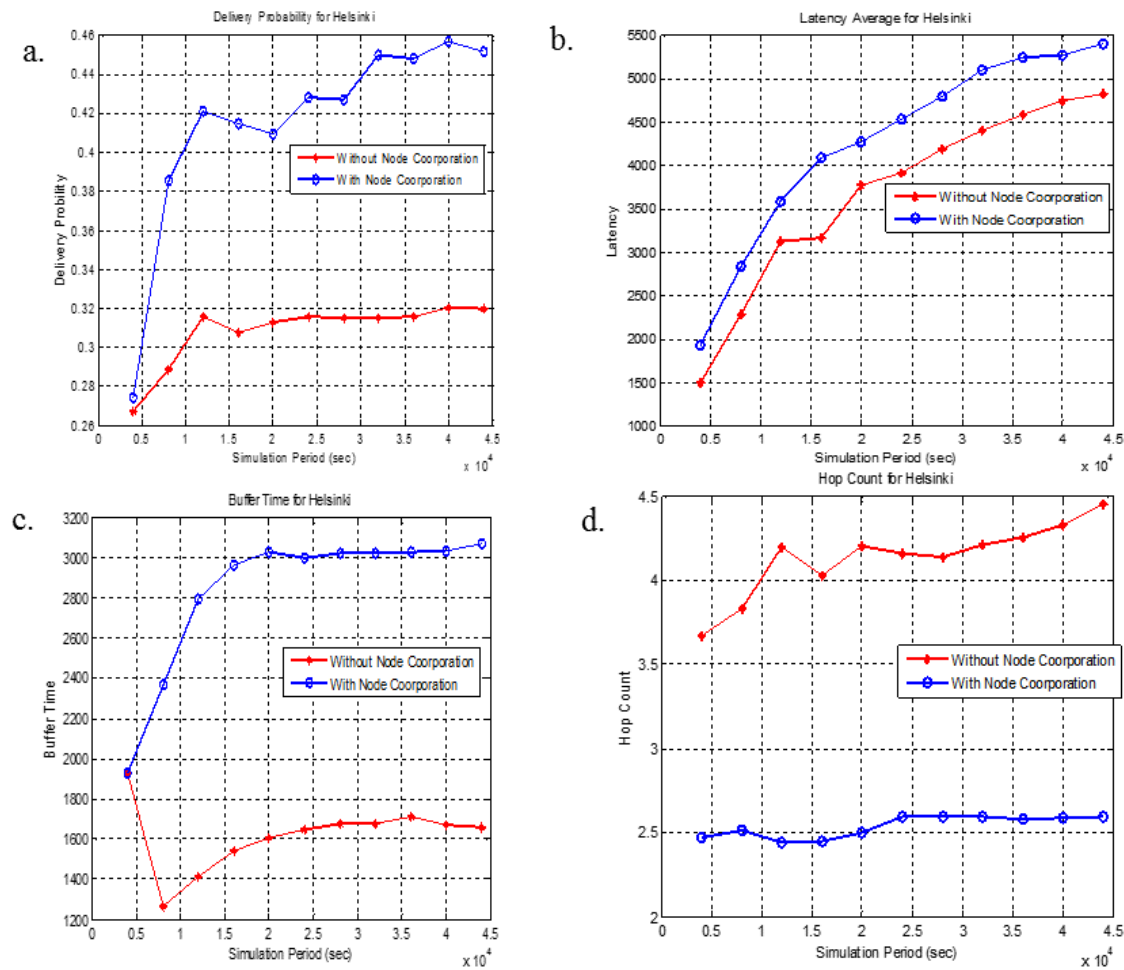 a.
Delivery Probability for Helsinki
0.46
0.44
0.42
0.4
0.38
0.36
0.34
0.32
0.3
0.28
0.26
Delivery Problity
Without Node Coorporation
With Node Coorporation
0 0.5 1 1.5 2 2.5 3 3.5 4 4.5
Simulation Period (sec)
x 10^4
b.
Latency Average for Helsinki
5500
5000
4500
4000
3500
3000
2500
2000
1500
1000
Latency
Without Node Cooporation
With Node Coorporation
0 0.5 1 1.5 2 2.5 3 3.5 4 4.5
Simulation Period (sec)
x 10^4
c.
Buffer Time for Helsinki
3200
3000
2800
2600
2400
2200
2000
1800
1600
1400
1200
Buffer Time
Without Node Coorporation
With Node Coorporation
0 0.5 1 1.5 2 2.5 3 3.5 4 4.5
Simulation Period (sec)
x 10^4
d.
Hop Count for Helsinki
4.5
4
3.5
3
2.5
2
Hop Count
Without Node Coorporation
With Node Coorporation
0 0.5 1 1.5 2 2.5 3 3.5 4 4.5
Simulation Period (sec)
x 10^4